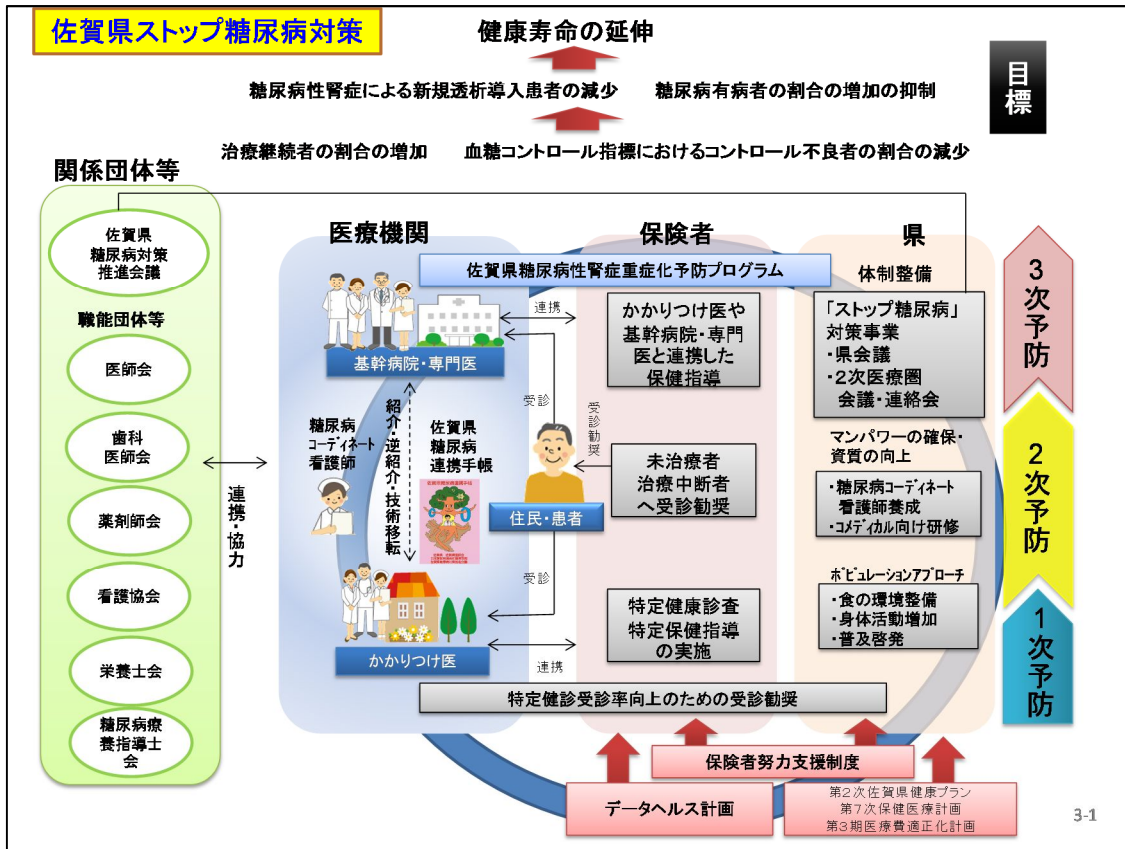 佐賀県ストップ糖尿病対策
健康寿命の延伸
目標
糖尿病性腎症による新規透析導入患者の減少
糖尿病有病者の割合の増加の抑制
治療継続者の割合の増加
血糖コントロール指標におけるコントロール不良者の割合の減少
関係団体等
佐賀県
糖尿病対策
推進会議
職能団体等
医師会
歯科
医師会
薬剤師会
看護協会
栄養士会
糖尿病療
養指導士
会
連携・協力
医療機関
保険者
県
佐賀県糖尿病性腎症重症化予防プログラム
基幹病院・専門医
連携
受診
糖尿病
コーディネート
看護師
紹介・逆紹介・技術移転
佐賀県
糖尿病
連携手帳
住民・患者
受診勧奨
受診
かかりつけ医
連携
かかりつけ医や
基幹病院・専門
医と連携した
保健指導
未治療者
治療中断者
へ受診勧奨
特定健康診査
特定保健指導
の実施
体制整備
「ストップ糖尿病」
対策事業
・県会議
・2次医療圏
会議・連絡会
マンパワーの確保・
資質の向上
・糖尿病コーディネート
看護師養成
・コメディカル向け研修
ポピュレーションアプローチ
・食の環境整備
・身体活動増加
・普及啓発
3次予防
2次予防
1次予防
特定健診受診率向上のための受診勧奨
保険者努力支援制度
データヘルス計画
第2次佐賀県健康プラン
第7次保健医療計画
第3期医療費適正化計画
3-1